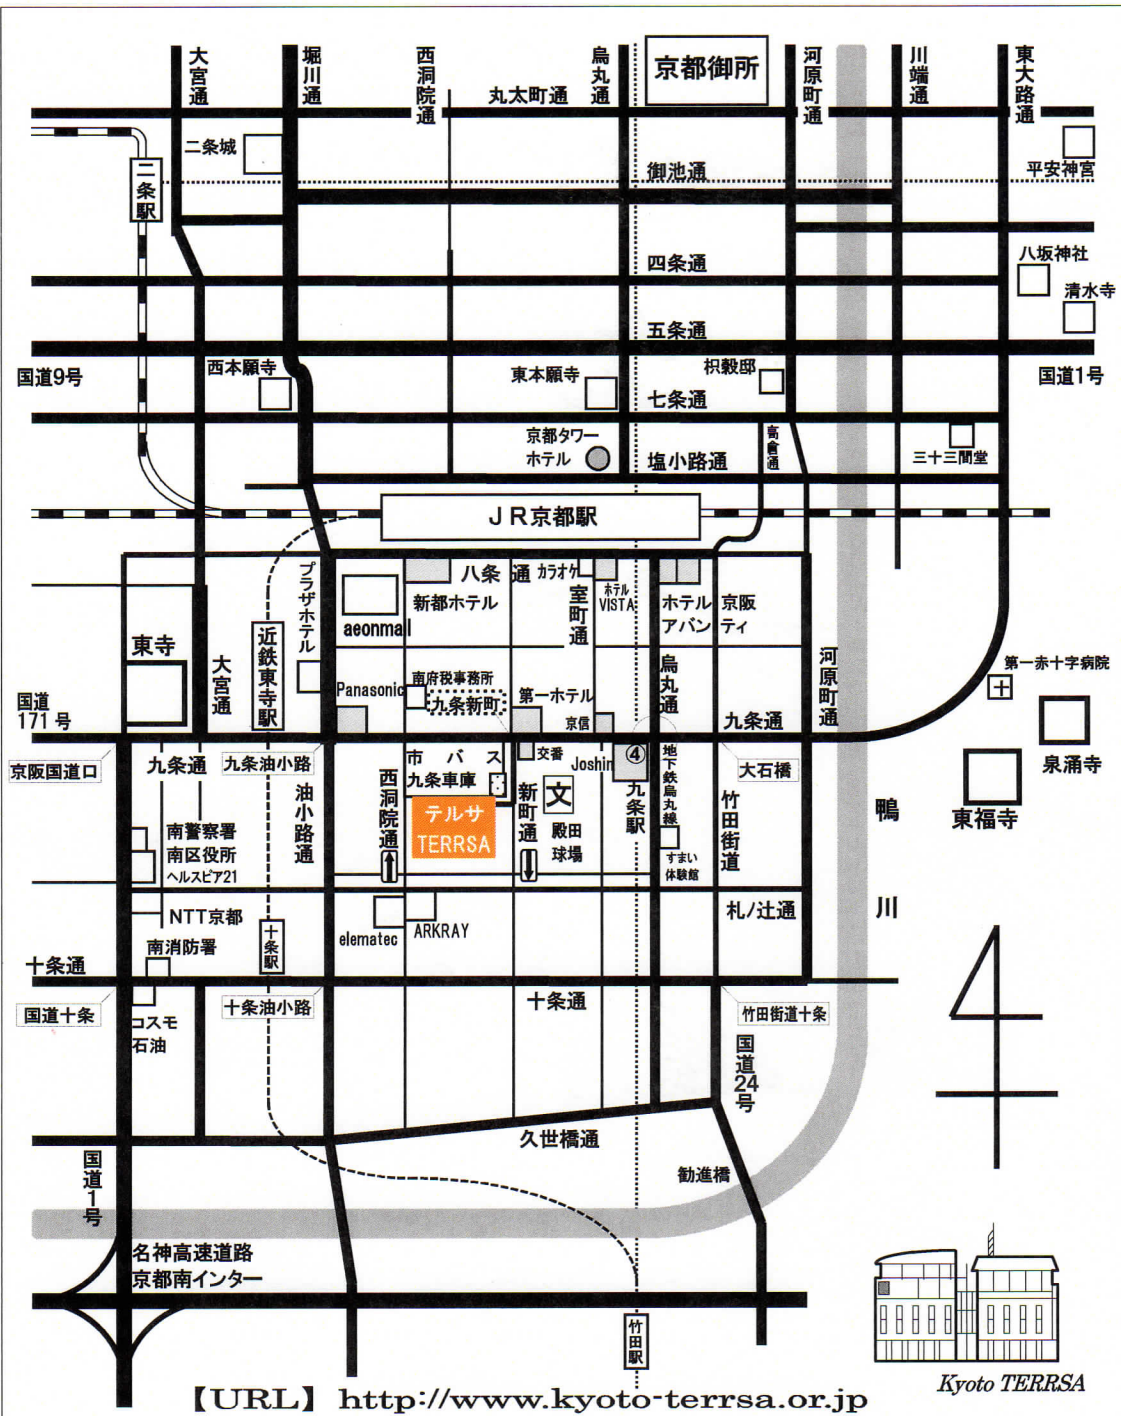 大宮通
堀川通
西洞院通
烏丸通
京都御所
河原町通
川端通
東大路通
丸太町通
二条城
二条駅
御池通
平安神宮
四条通
八坂神社
清水寺
五条通
国道9号
西本願寺
東本願寺
枳殻邸
国道1号
七条通
京都タワー
ホテル
塩小路通
高倉通
三十三間堂
JR京都駅
プラザホテル
八条通
カラオケ
新都ホテル
室町通
ホテル
VISTA
ホテル京阪
アバンティ
aeonmall
東寺
大宮通
近鉄東寺駅
Panasonic
南府税事務所
九条新町
第一ホテル
京信
烏丸通
河原町通
第一赤十字病院
国道
171号
九条通
泉涌寺
京阪国道口
九条通
九条油小路
市バス
九条車庫
交番
Joshin
④
九条駅
地下鉄烏丸線
大石橋
東福寺
油小路通
西洞院通
テルサ
TERRSA
新町通
文
殿田
球場
竹田街道
鴨川
南警察署
南区役所
ヘルスピア21
すまい
体験館
NTT京都
十条駅
elematec
ARKRAY
札ノ辻通
南消防署
十条通
国道十条
十条油小路
十条通
竹田街道十条
コスモ
石油
国道24号
久世橋通
国道1号
勧進橋
名神高速道路
京都南インター
竹田駅
Kyoto TERRSA
【URL】 http://www.kyoto-terrsa.or.jp